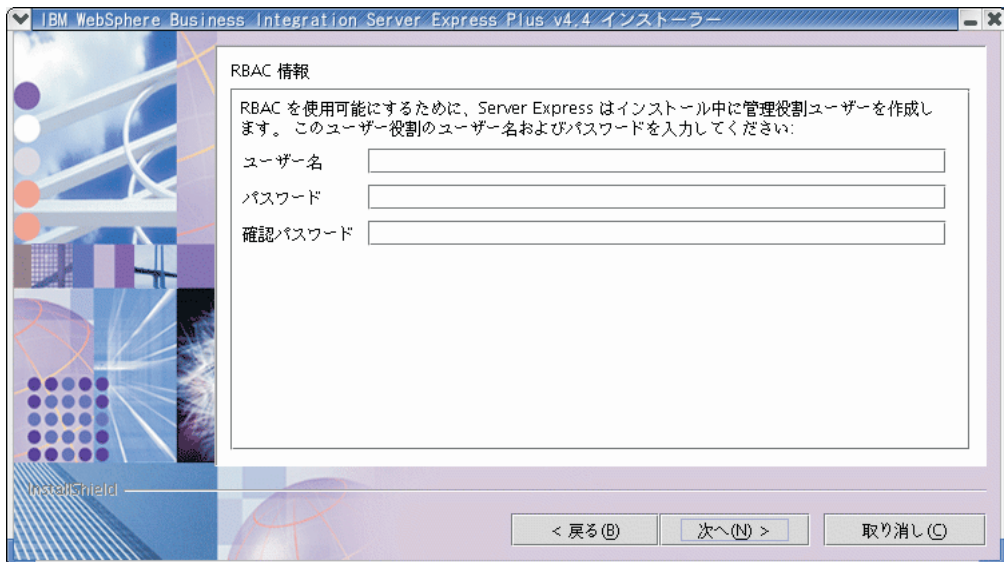 IBM WebSphere Business Integration Server Express Plus v4.4 インストーラー
RBAC 情報
RBAC を使用可能にするために、Server Express はインストール中に管理役割ユーザーを作成し
ます。 このユーザー役割のユーザー名およびパスワードを入力してください:
ユーザー名
パスワード
確認パスワード
InstallShield
< 戻る(B)
次へ(N) >
取り消し(C)